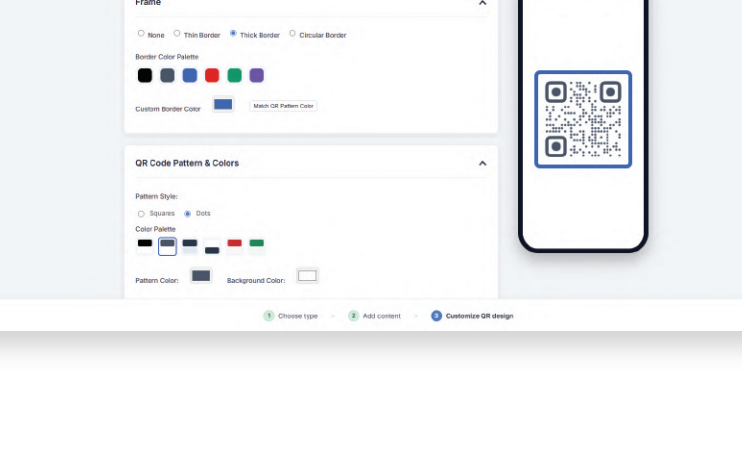 Frame
None Thin Border Thick Border Circular Border
Border Color Palette
Custom Border Color Match QR Pattern Color
QR Code Pattern & Colors
Pattern Style:
Squares Dots
Color Palette
Pattern Color: Background Color:
1 Choose type 2 Add content 3 Customize QR design